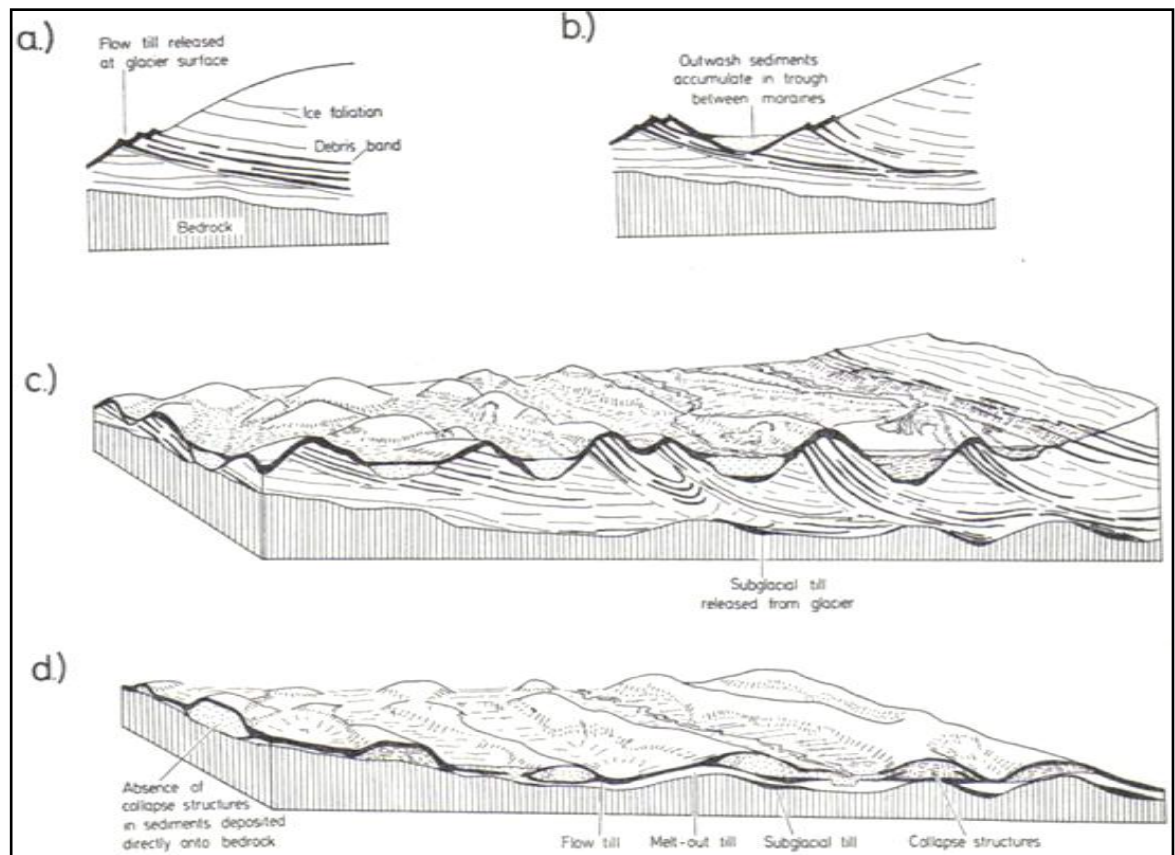 a.)
Flow till released
at glacier surface
Ice foliation
Debris band
Bedrock
b.)
Outwash sediments
accumulate in trough
between moraines
c.)
Subglacial till
released from glacier
d.)
Absence of
collapse structures
in sediments deposited
directly onto bedrock
Flow till
Melt-out till
Subglacial till
Collapse structures